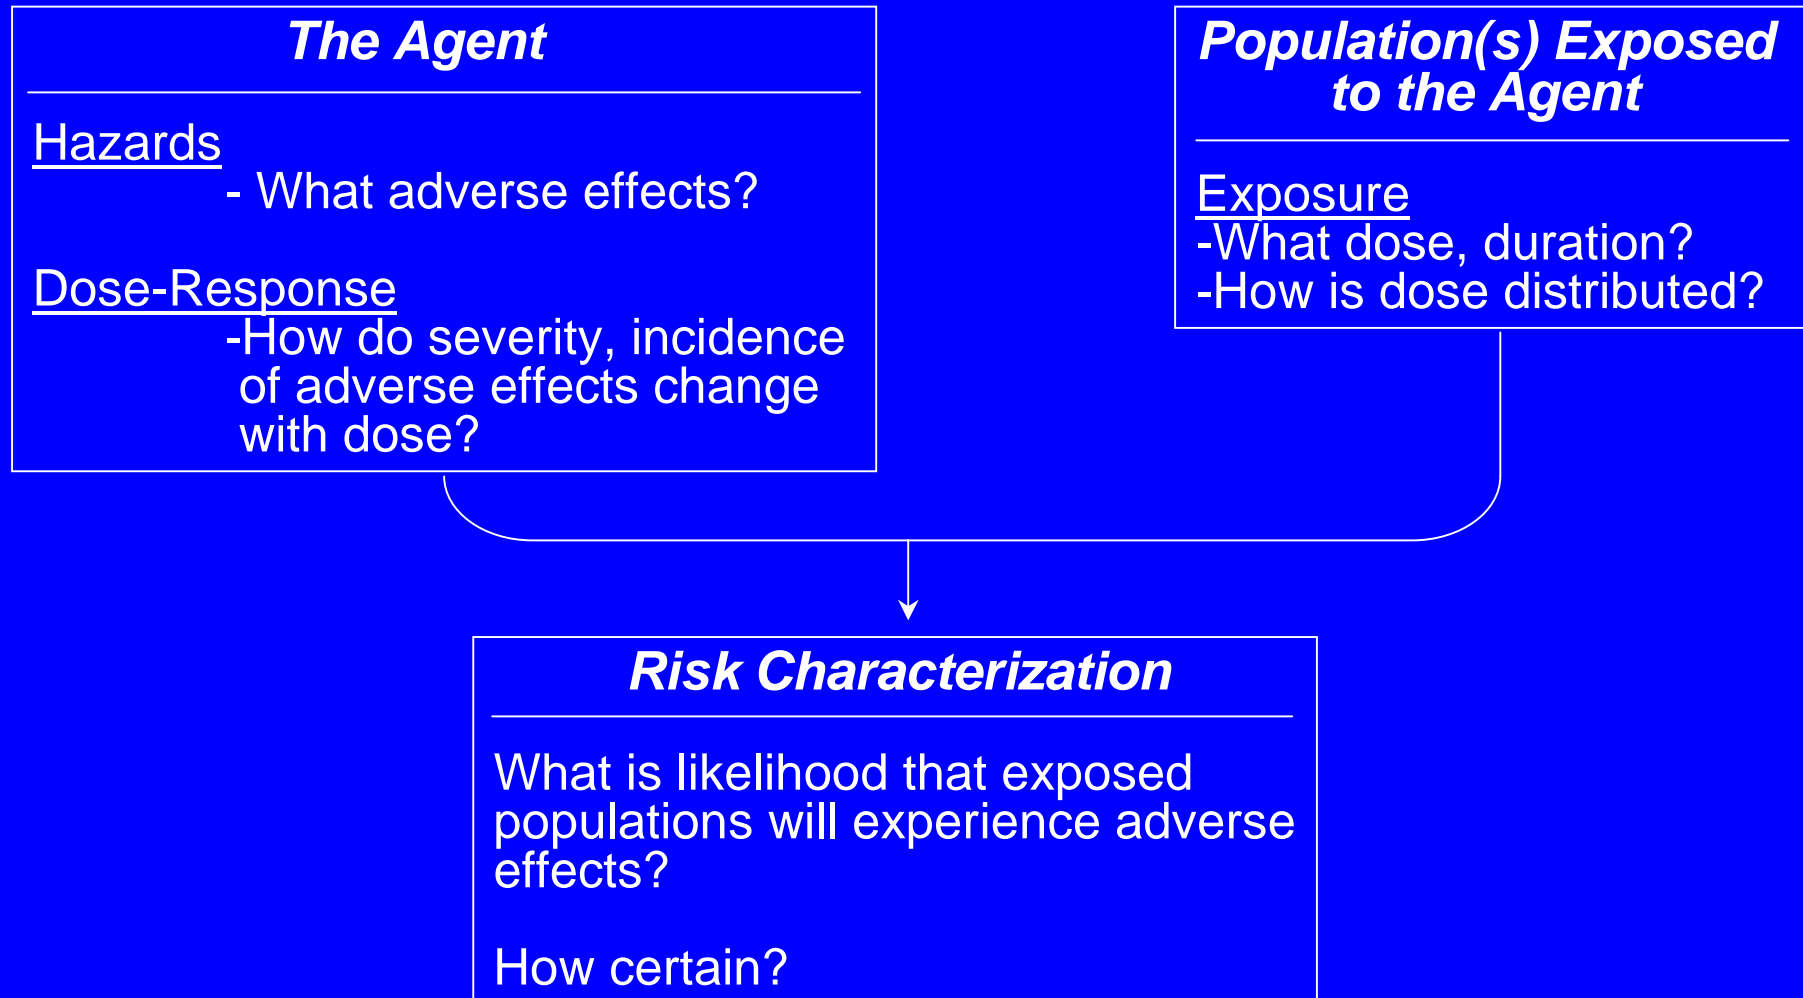 The Agent
Hazards
- What adverse effects?
Dose-Response
-How do severity, incidence
of adverse effects change
with dose?
Population(s) Exposed
to the Agent
Exposure
-What dose, duration?
-How is dose distributed?
Risk Characterization
What is likelihood that exposed
populations will experience adverse
effects?
How certain?